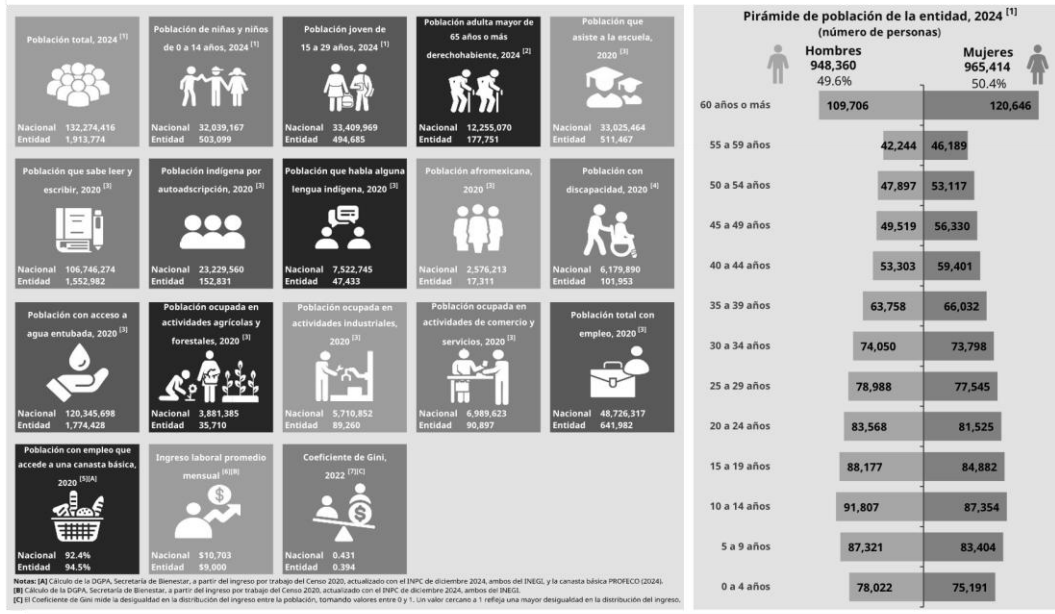 Población total, 2024 [1]
Nacional 132,274,416
Entidad 1,913,774
Población de niñas y niños
de 0 a 14 años, 2024 [1]
Nacional 32,039,167
Entidad 503,099
Población joven de
15 a 29 años, 2024 [1]
Nacional 33,409,969
Entidad 494,685
Población adulta mayor de
65 años o más
derechohabiente, 2024 [2]
Nacional 12,255,070
Entidad 177,751
Población que
asiste a la escuela,
2020 [3]
Nacional 33,025,464
Entidad 511,467
Población que sabe leer y
escribir, 2020 [3]
Nacional 106,746,274
Entidad 1,552,982
Población indígena por
autoadscripción, 2020 [3]
Nacional 23,229,560
Entidad 152,831
Población que habla alguna
lengua indígena, 2020 [3]
Nacional 7,522,745
Entidad 47,433
Población afromexicana,
2020 [3]
Nacional 2,576,213
Entidad 17,311
Población con
discapacidad, 2020 [4]
Nacional 6,179,890
Entidad 101,953
Población con acceso a
agua entubada, 2020 [3]
Nacional 120,345,698
Entidad 1,774,428
Población ocupada en
actividades agrícolas y
forestales, 2020 [3]
Nacional 3,881,385
Entidad 35,710
Población ocupada en
actividades industriales,
2020 [3]
Nacional 5,710,852
Entidad 89,260
Población ocupada en
actividades de comercio y
servicios, 2020 [3]
Nacional 6,989,623
Entidad 90,897
Población total con
empleo, 2020 [3]
Nacional 48,726,317
Entidad 641,982
Población con empleo que
accede a una canasta básica,
2020 [5][A]
Nacional 92.4%
Entidad 94.5%
Ingreso laboral promedio
mensual [6][B]
Nacional $10,703
Entidad $9,000
Coeficiente de Gini,
2022 [7][C]
Nacional 0.431
Entidad 0.394
Notas: [A] Cálculo de la DGPA, Secretaría de Bienestar, a partir del ingreso por trabajo del Censo 2020, actualizado con el INPC de diciembre 2024, ambos del INEGI, y la canasta básica PROFECO (2024).
[B] Cálculo de la DGPA, Secretaría de Bienestar, a partir del ingreso por trabajo del Censo 2020, actualizado con el INPC de diciembre 2024, ambos del INEGI.
[C] El Coeficiente de Gini mide la desigualdad en la distribución del ingreso entre la población, tomando valores entre 0 y 1. Un valor cercano a 1 refleja una mayor desigualdad en la distribución del ingreso.
Pirámide de población de la entidad, 2024 [1]
(número de personas)
Hombres Mujeres
948,360 965,414
49.6% 50.4%
60 años o más 109,706 120,646
55 a 59 años 42,244 46,189
50 a 54 años 47,897 53,117
45 a 49 años 49,519 56,330
40 a 44 años 53,303 59,401
35 a 39 años 63,758 66,032
30 a 34 años 74,050 73,798
25 a 29 años 78,988 77,545
20 a 24 años 83,568 81,525
15 a 19 años 88,177 84,882
10 a 14 años 91,807 87,354
5 a 9 años 87,321 83,404
0 a 4 años 78,022 75,191